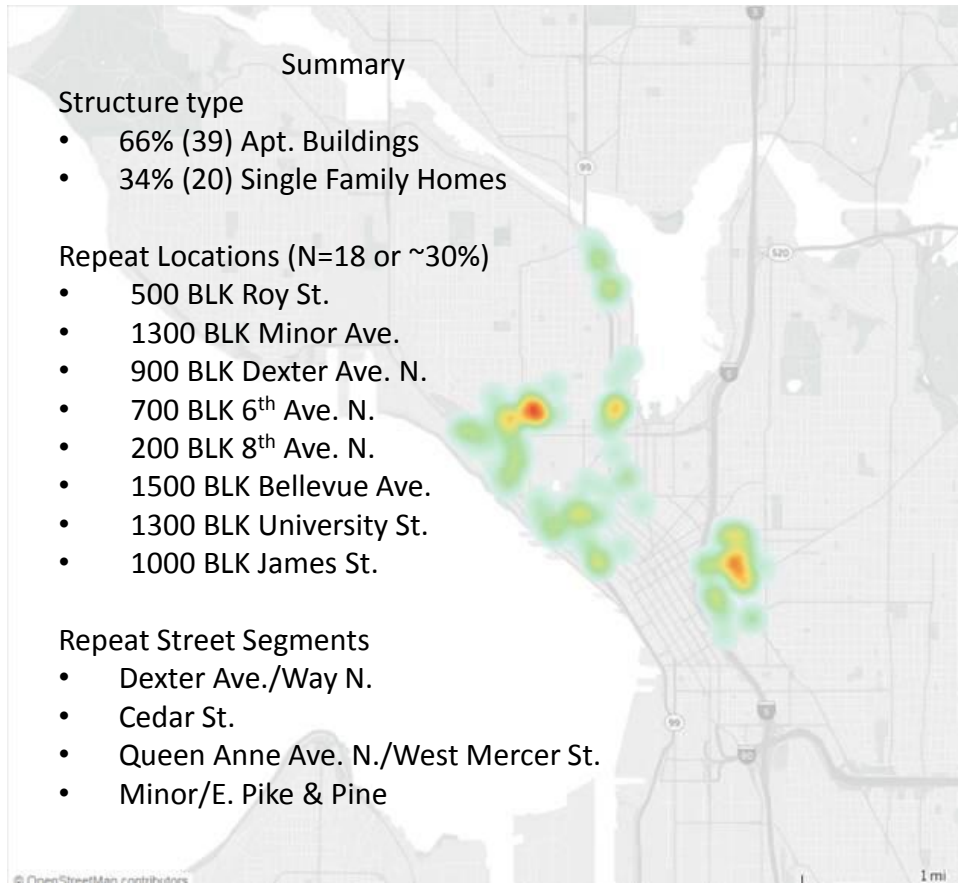 Summary
Structure type
• 66% (39) Apt. Buildings
• 34% (20) Single Family Homes
Repeat Locations (N=18 or ~30%)
• 500 BLK Roy St.
• 1300 BLK Minor Ave.
• 900 BLK Dexter Ave. N.
• 700 BLK 6th Ave. N.
• 200 BLK 8th Ave. N.
• 1500 BLK Bellevue Ave.
• 1300 BLK University St.
• 1000 BLK James St.
Repeat Street Segments
• Dexter Ave./Way N.
• Cedar St.
• Queen Anne Ave. N./West Mercer St.
• Minor/E. Pike & Pine
99
520
99
© OpenStreetMap contributors
1 mi